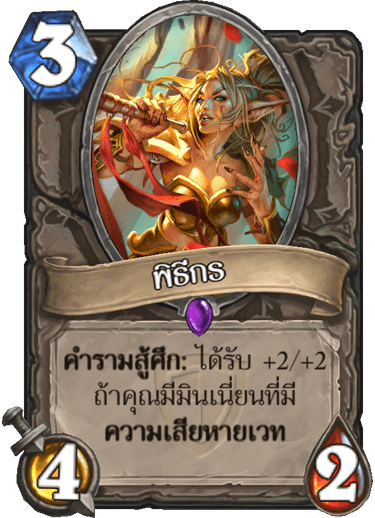 3
พิธีกร
คำรามสู้ศึก: ได้รับ +2/+2
ถ้าคุณมีมินเนี่ยนที่มี
ความเสียหายเวท
4
2